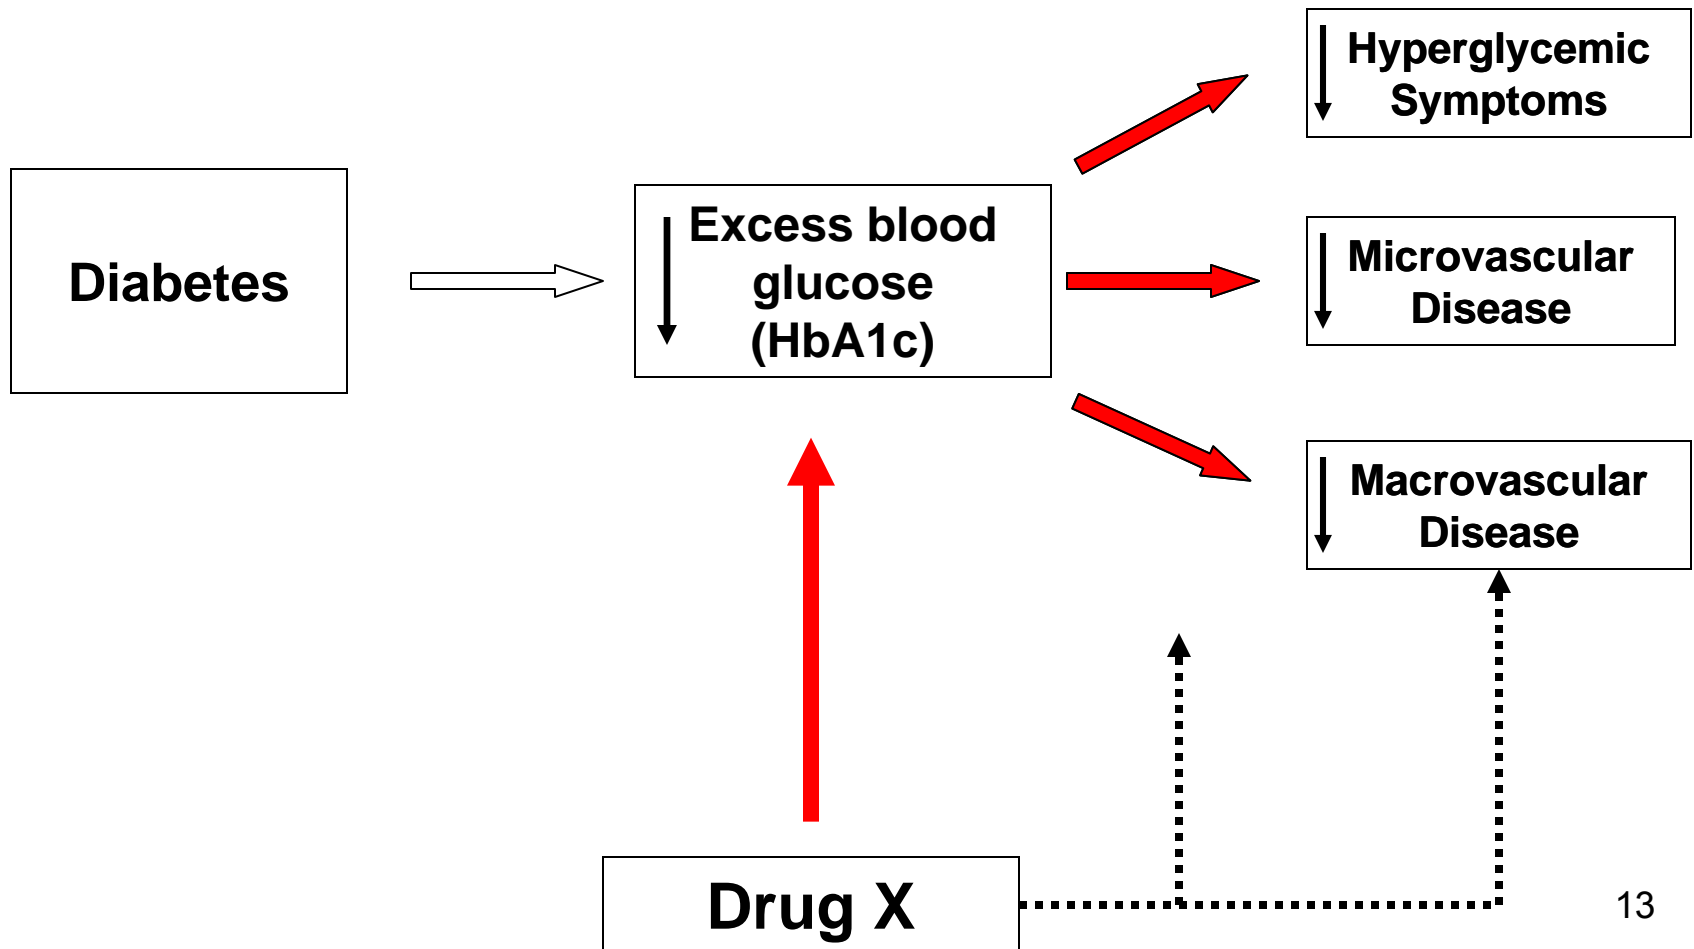 Diabetes
Excess blood
glucose
(HbA1c)
Hyperglycemic
Symptoms
Microvascular
Disease
Macrovascular
Disease
Drug X
13